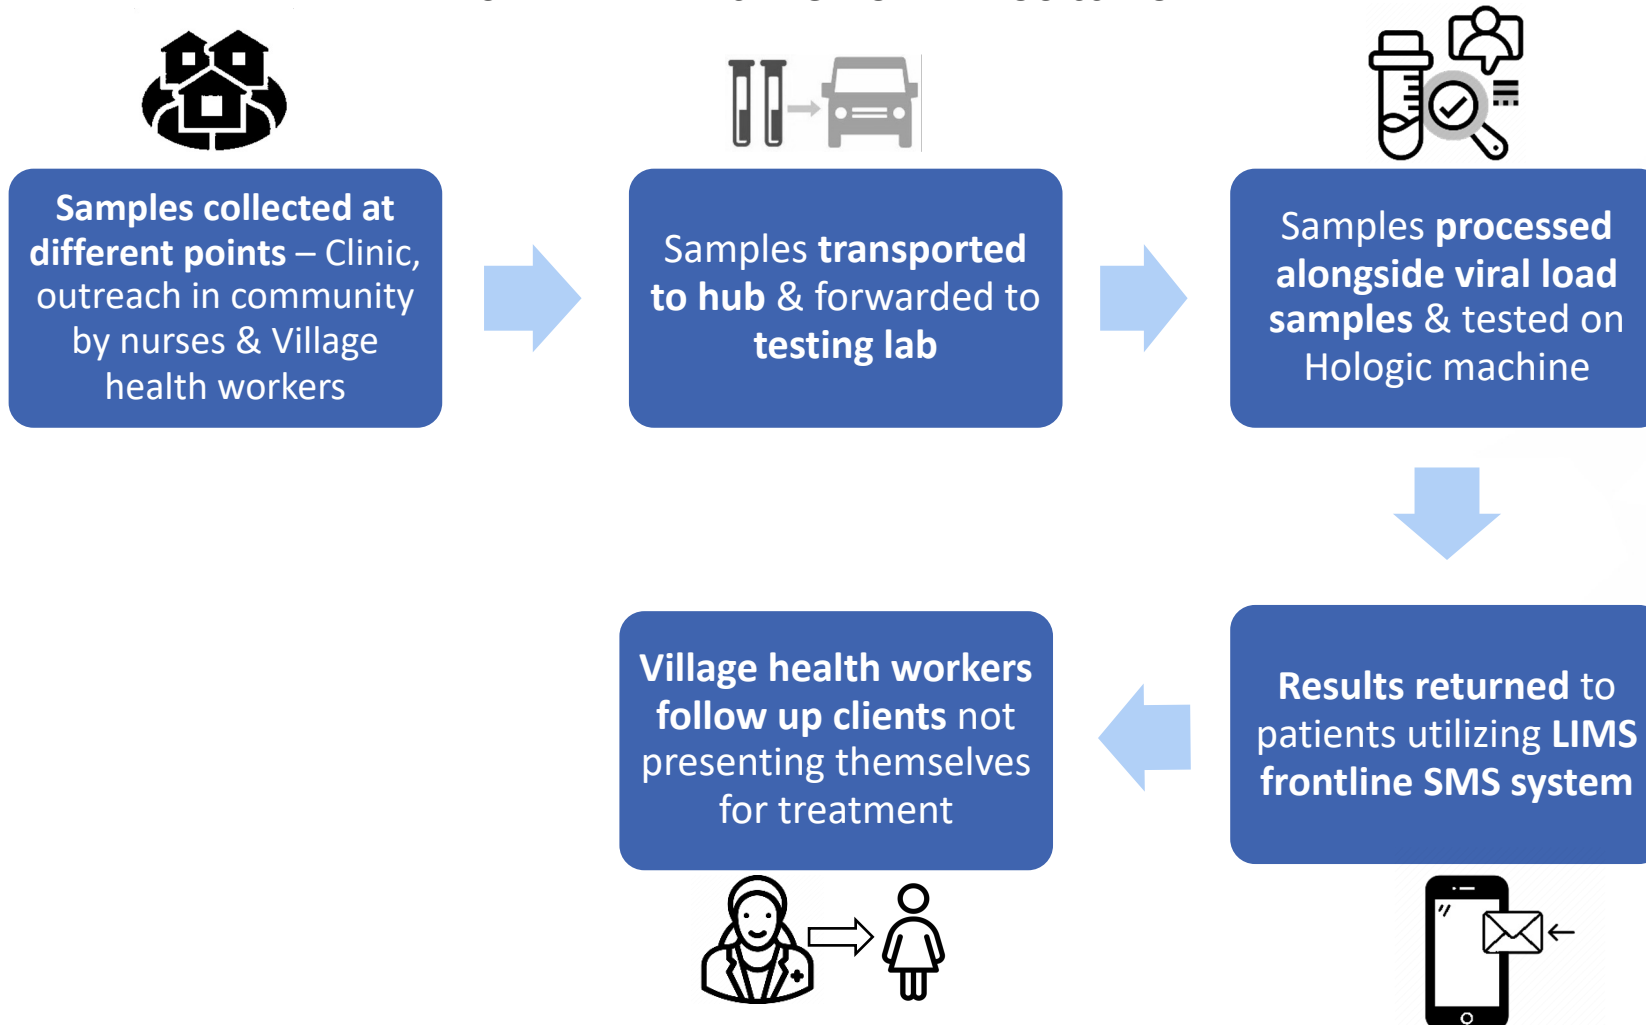 Samples collected at
different points – Clinic,
outreach in community
by nurses & Village
health workers
Samples transported
to hub & forwarded to
testing lab
Samples processed
alongside viral load
samples & tested on
Hologic machine
Results returned to
patients utilizing LIMS
frontline SMS system
Village health workers
follow up clients not
presenting themselves
for treatment